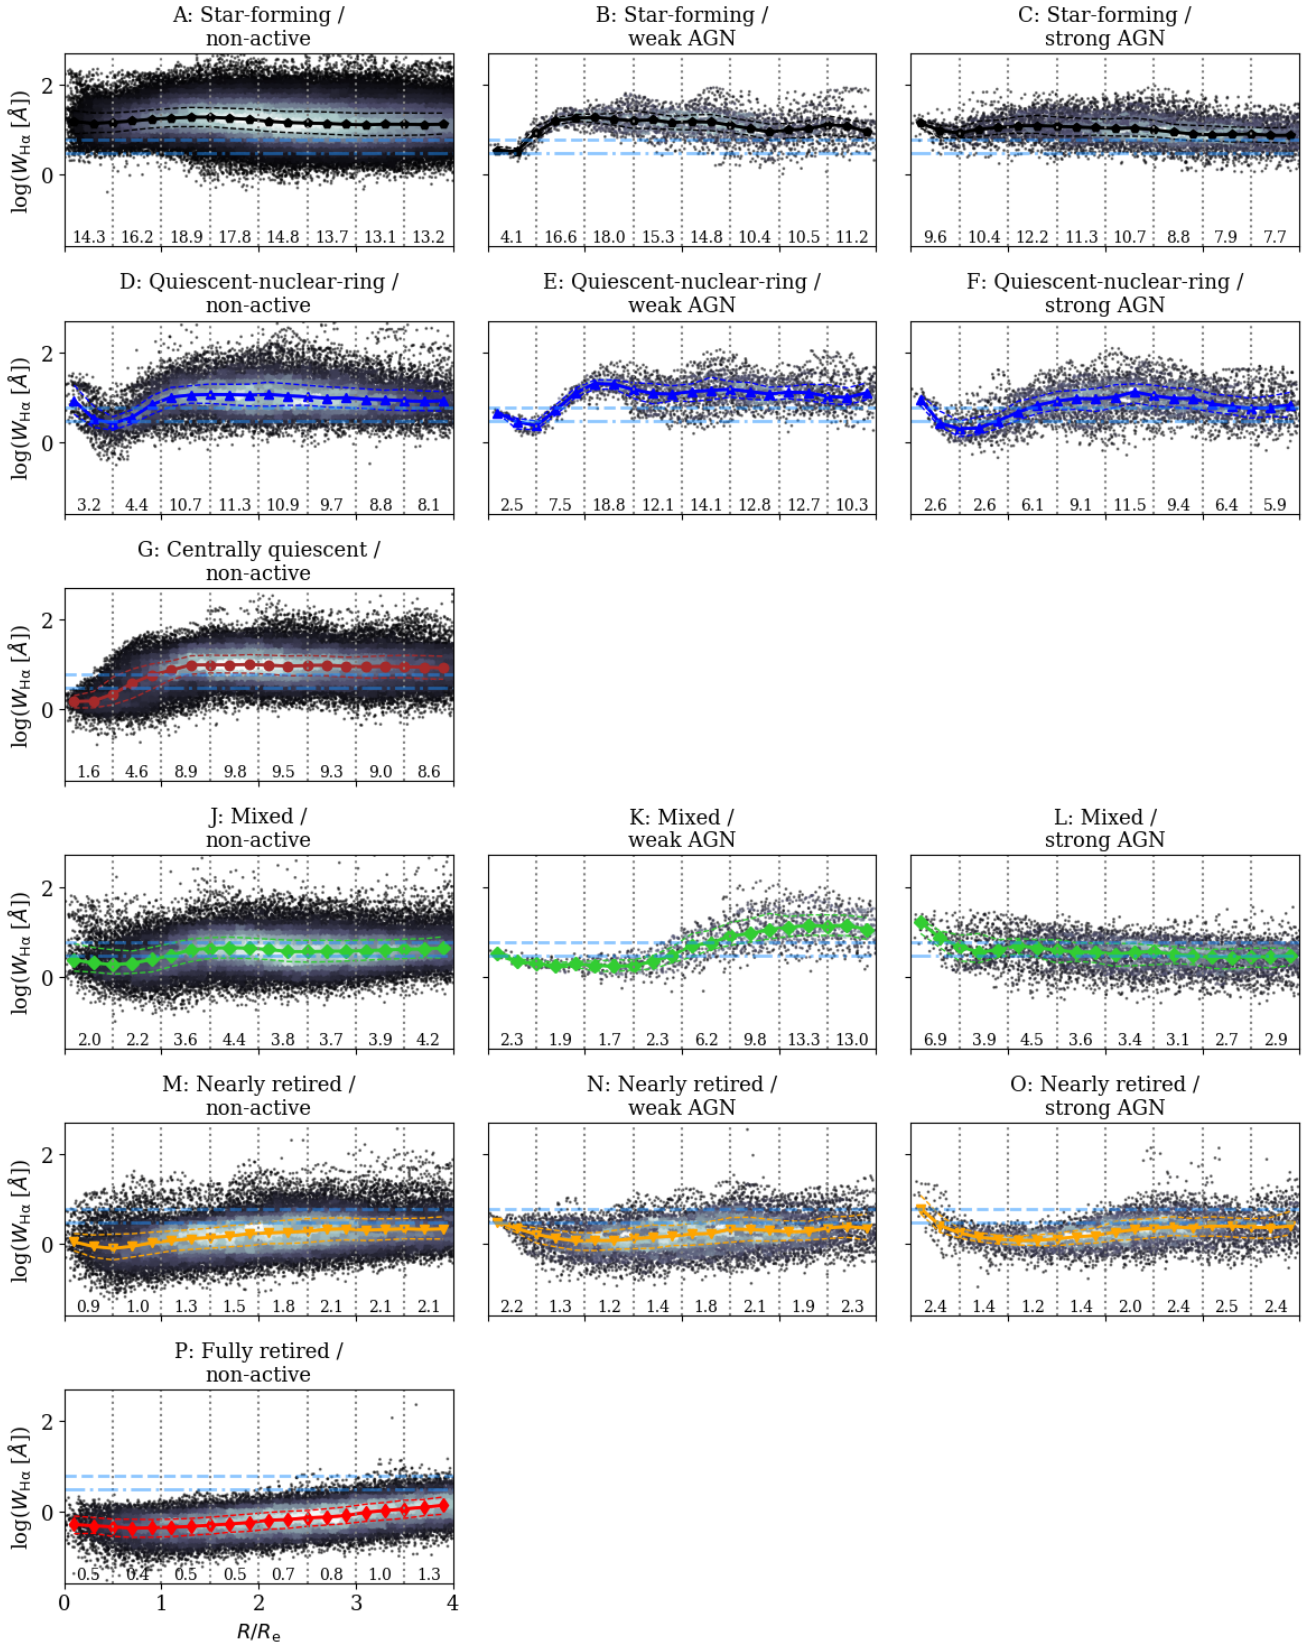 A: Star-forming /
non-active
B: Star-forming /
weak AGN
C: Star-forming /
strong AGN
log(W_Hα [Å])
2
0
14.3 16.2 18.9 17.8 14.8 13.7 13.1 13.2
4.1 16.6 18.0 15.3 14.8 10.4 10.5 11.2
9.6 10.4 12.2 11.3 10.7 8.8 7.9 7.7
D: Quiescent-nuclear-ring /
non-active
E: Quiescent-nuclear-ring /
weak AGN
F: Quiescent-nuclear-ring /
strong AGN
log(W_Hα [Å])
2
0
3.2 4.4 10.7 11.3 10.9 9.7 8.8 8.1
2.5 7.5 18.8 12.1 14.1 12.8 12.7 10.3
2.6 2.6 6.1 9.1 11.5 9.4 6.4 5.9
G: Centrally quiescent /
non-active
log(W_Hα [Å])
2
0
1.6 4.6 8.9 9.8 9.5 9.3 9.0 8.6
J: Mixed /
non-active
K: Mixed /
weak AGN
L: Mixed /
strong AGN
log(W_Hα [Å])
2
0
2.0 2.2 3.6 4.4 3.8 3.7 3.9 4.2
2.3 1.9 1.7 2.3 6.2 9.8 13.3 13.0
6.9 3.9 4.5 3.6 3.4 3.1 2.7 2.9
M: Nearly retired /
non-active
N: Nearly retired /
weak AGN
O: Nearly retired /
strong AGN
log(W_Hα [Å])
2
0
0.9 1.0 1.3 1.5 1.8 2.1 2.1 2.1
2.2 1.3 1.2 1.4 1.8 2.1 1.9 2.3
2.4 1.4 1.2 1.4 2.0 2.4 2.5 2.4
P: Fully retired /
non-active
log(W_Hα [Å])
2
0
0.5 0.4 0.5 0.5 0.7 0.8 1.0 1.3
0 1 2 3 4
R/R_e